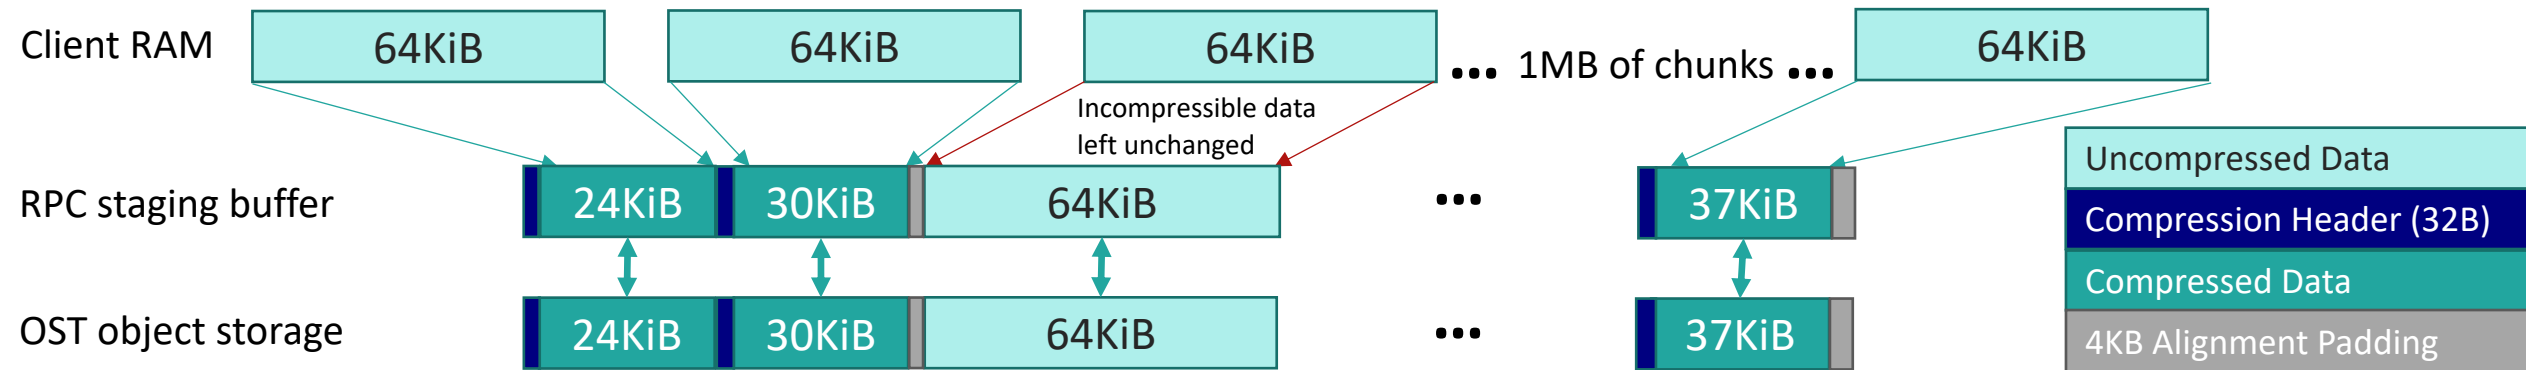 Client RAM
64KiB
64KiB
64KiB
... 1MB of chunks ...
64KiB
Incompressible data
left unchanged
RPC staging buffer
24KiB
30KiB
64KiB
...
37KiB
OST object storage
24KiB
30KiB
64KiB
...
37KiB
Uncompressed Data
Compression Header (32B)
Compressed Data
4KB Alignment Padding